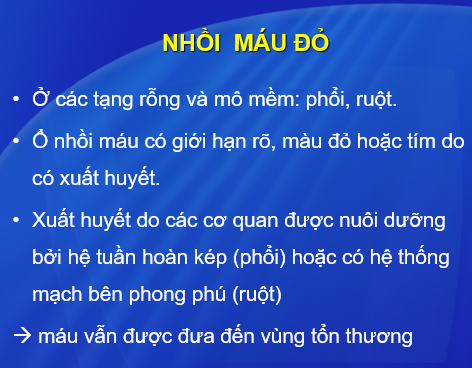 NHỒI MÁU ĐỎ
• Ở các tạng rỗng và mô mềm: phổi, ruột.
• Ổ nhồi máu có giới hạn rõ, màu đỏ hoặc tím do
có xuất huyết.
• Xuất huyết do các cơ quan được nuôi dưỡng
bởi hệ tuần hoàn kép (phổi) hoặc có hệ thống
mạch bên phong phú (ruột)
→ máu vẫn được đưa đến vùng tổn thương